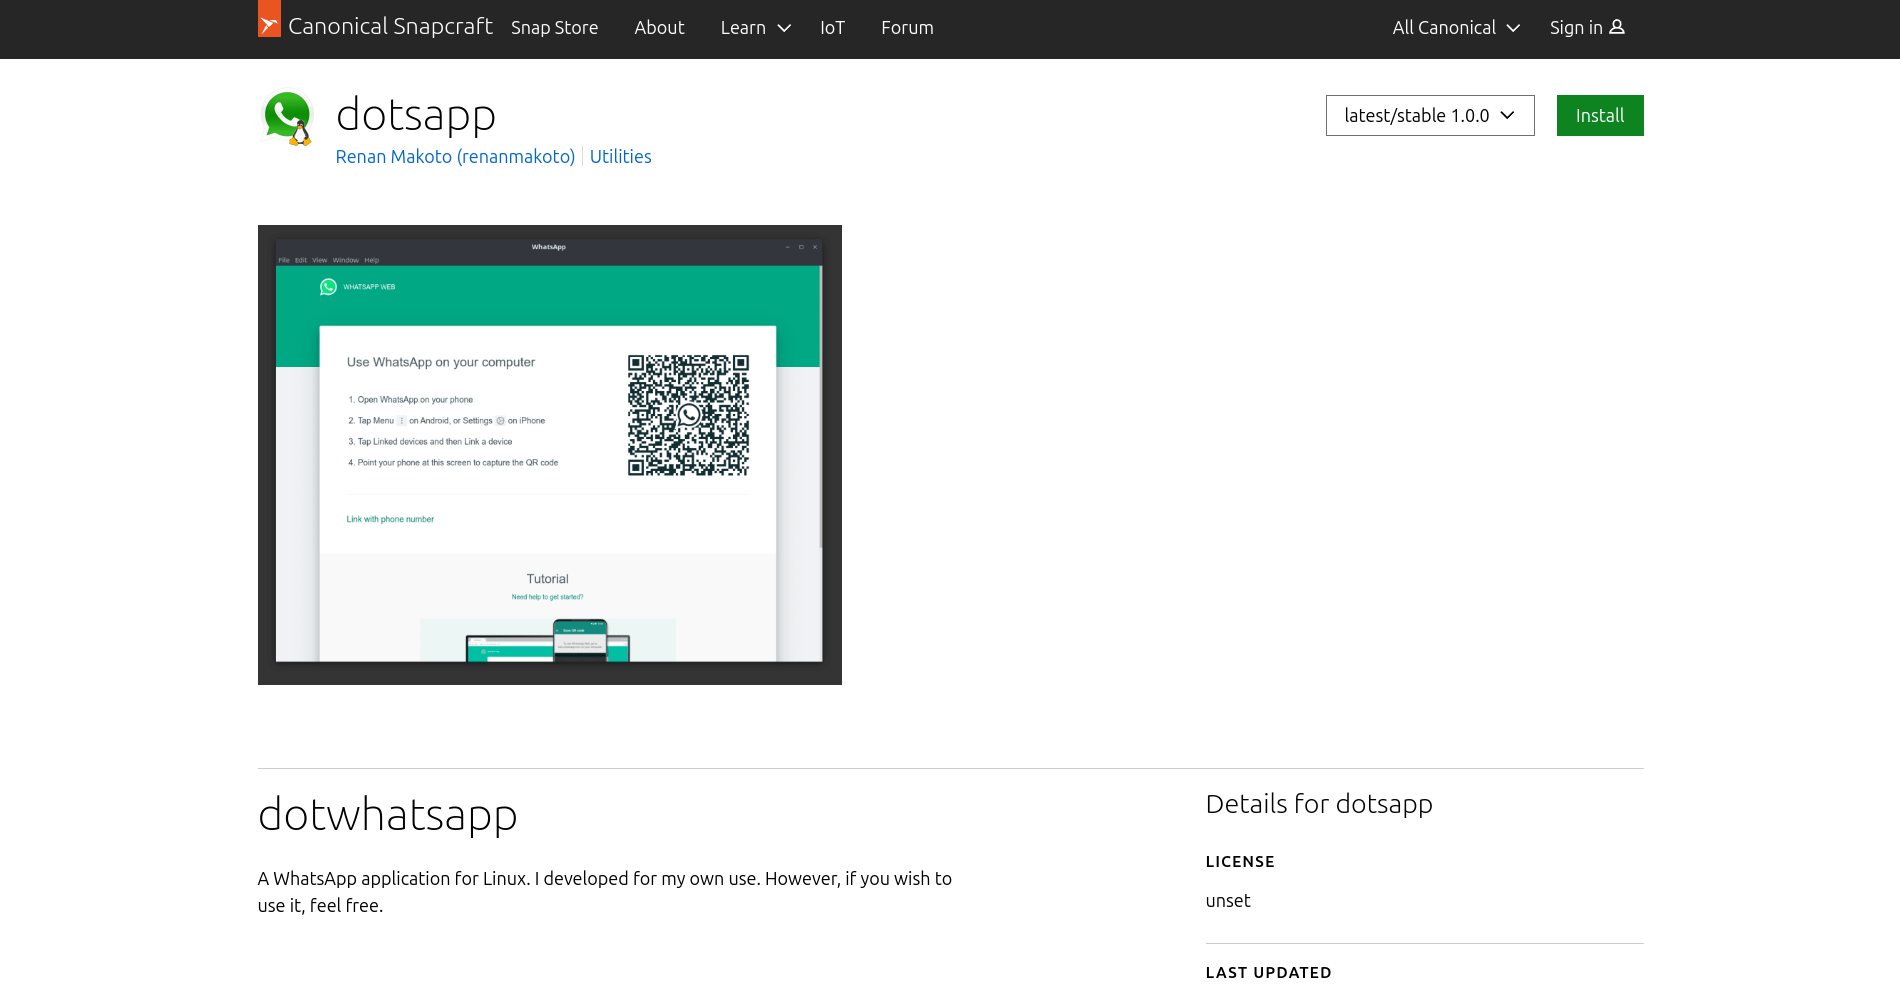 Canonical Snapcraft Snap Store About Learn IoT Forum All Canonical Sign in
dotsapp
latest/stable 1.0.0
Install
Renan Makoto (renanmakoto) Utilities
WhatsApp
File Edit View Window Help
WHATSAPP WEB
Use WhatsApp on your computer
1. Open WhatsApp on your phone
2. Tap Menu on Android, or Settings on iPhone
3. Tap Linked devices and then Link a device
4. Point your phone at this screen to capture the QR code
Link with phone number
Tutorial
Need help to get started?
dotwhatsapp
A WhatsApp application for Linux. I developed for my own use. However, if you wish to
use it, feel free.
Details for dotsapp
LICENSE
unset
LAST UPDATED